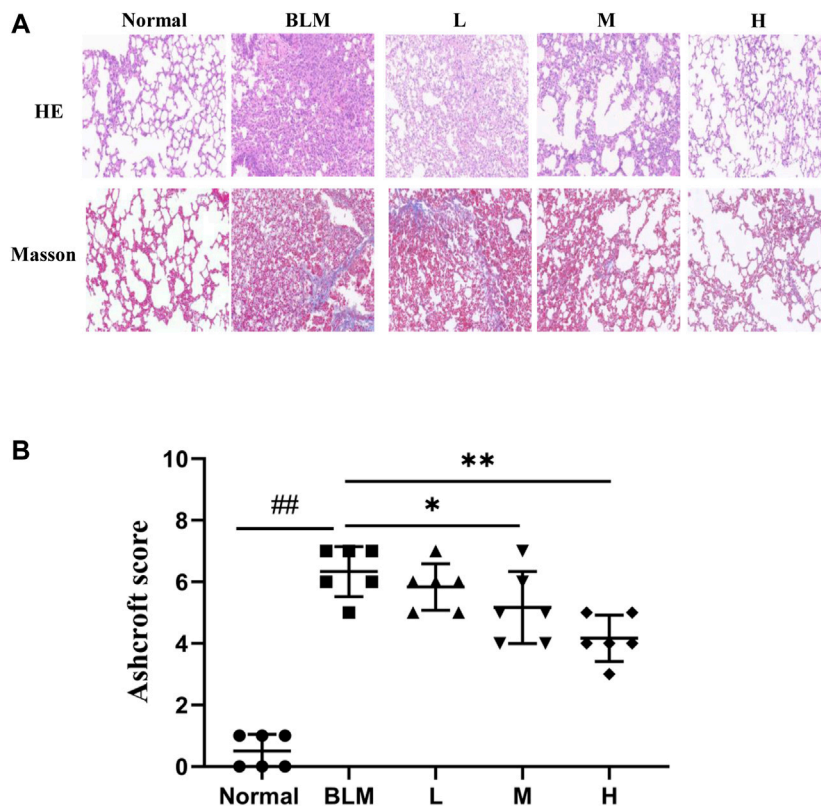 A
Normal BLM L M H
HE
Masson
B
Ashcroft score
10
8
6
4
2
0
##
*
**
Normal BLM L M H